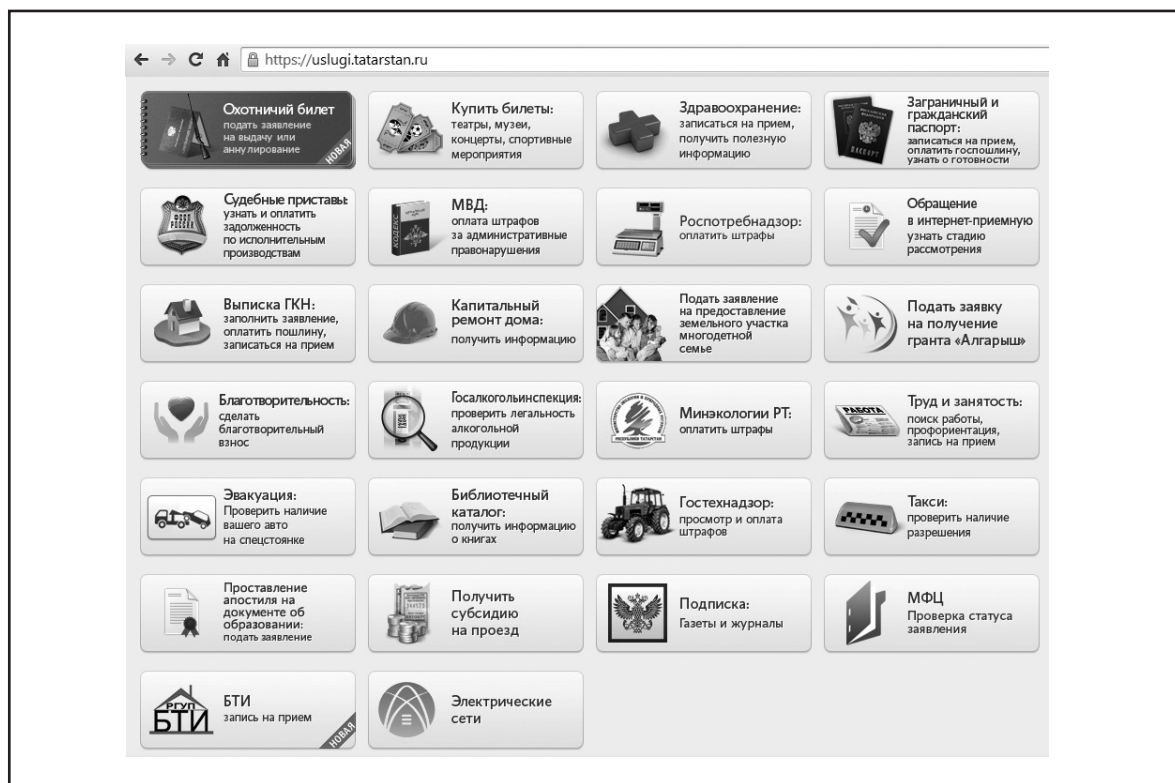 https://uslugi.tatarstan.ru
Охотничий билет
подать заявление
на выдачу или
аннулирование
НОВАЯ
Купить билеты:
театры, музеи,
концерты, спортивные
мероприятия
Здравоохранение:
записаться на прием,
получить полезную
информацию
ПАСПОРТ
Заграничный и
гражданский
паспорт:
записаться на прием,
оплатить госпошлину,
узнать о готовности
РОССИИ
Судебные приставы:
узнать и оплатить
задолженность
по исполнительным
производствам
КОДЕКС
МВД:
оплата штрафов
за административные
правонарушения
Роспотребнадзор:
оплатить штрафы
Обращение
в интернет-приемную
узнать стадию
рассмотрения
Выписка ГКН:
заполнить заявление,
оплатить пошлину,
записаться на прием
Капитальный
ремонт дома:
получить информацию
Подать заявление
на предоставление
земельного участка
многодетной
семье
Подать заявку
на получение
гранта «Алгарыш»
Благотворительность:
сделать
благотворительный
взнос
Госалкогольинспекция:
проверить легальность
алкогольной
продукции
Минэкологии РТ:
оплатить штрафы
РАБОТА
Труд и занятость:
поиск работы,
профориентация,
запись на прием
Эвакуация:
Проверить наличие
вашего авто
на спецстоянке
Библиотечный
каталог:
получить информацию
о книгах
Гостехнадзор:
просмотр и оплата
штрафов
Такси:
проверить наличие
разрешения
Проставление
апостиля на
документе об
образовании:
подать заявление
Получить
субсидию
на проезд
Подписка:
Газеты и журналы
МФЦ
Проверка статуса
заявления
РГУП
БТИ
БТИ
запись на прием
НОВАЯ
Электрические
сети